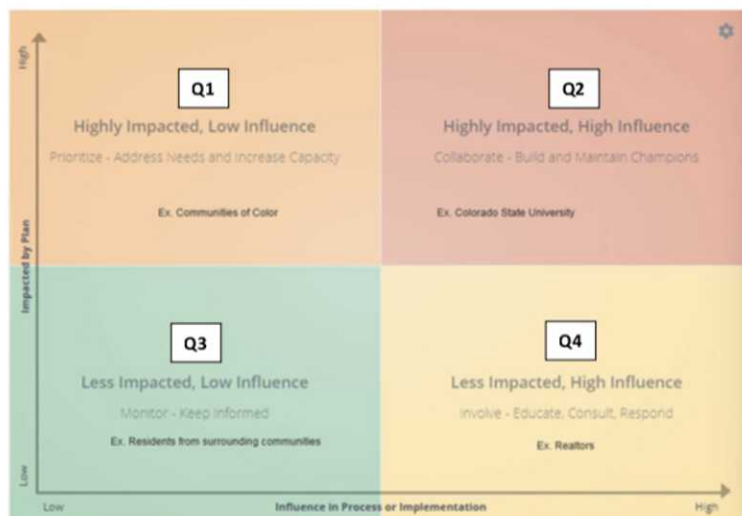 High
Q1
Highly Impacted, Low Influence
Prioritize - Address Needs and Increase Capacity
Ex. Communities of Color
Q2
Highly Impacted, High Influence
Collaborate - Build and Maintain Champions
Ex. Colorado State University
Impacted by Plan
Q3
Less Impacted, Low Influence
Monitor - Keep Informed
Ex. Residents from surrounding communities
Q4
Less Impacted, High Influence
Involve - Educate, Consult, Respond
Ex. Realtors
Low
Low
Influence in Process or Implementation
High